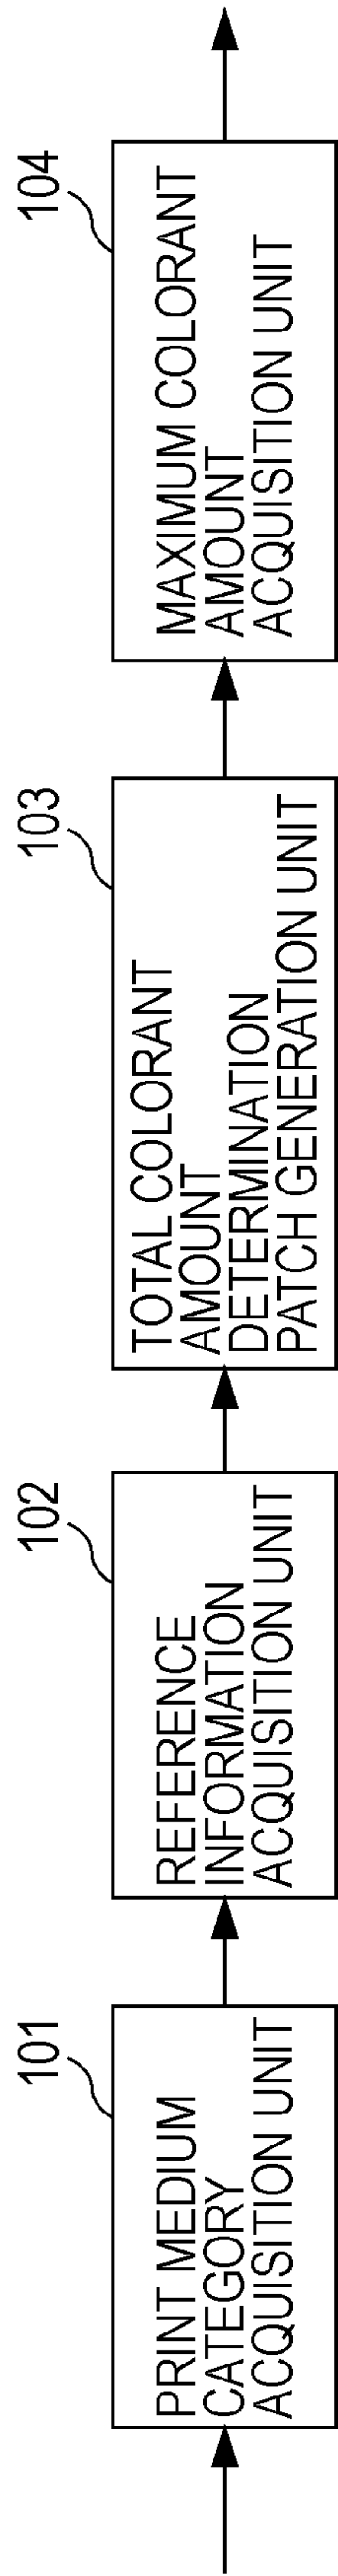 101
PRINT MEDIUM
CATEGORY
ACQUISITION UNIT
102
REFERENCE
INFORMATION
ACQUISITION UNIT
103
TOTAL COLORANT
AMOUNT
DETERMINATION
PATCH GENERATION UNIT
104
MAXIMUM COLORANT
AMOUNT
ACQUISITION UNIT